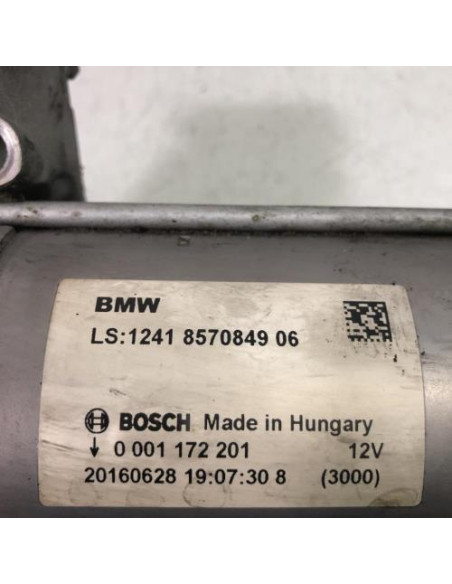 BMW
LS:1241 8570849 06
BOSCH Made in Hungary
↓ 0 001 172 201 12V
20160628 19:07:30 8 (3000)